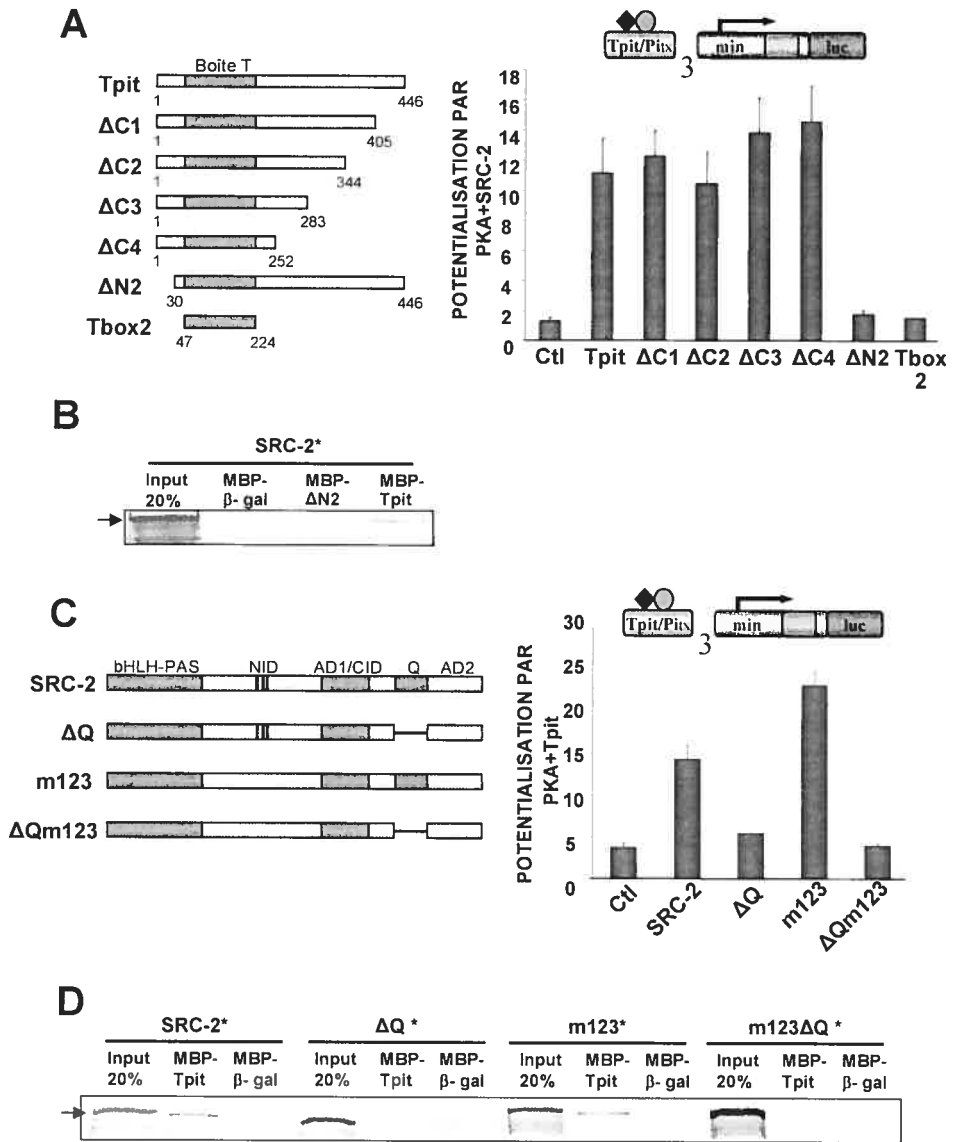 A
Boîte T
Tpit
1 446
ΔC1
1 405
ΔC2
1 344
ΔC3
1 283
ΔC4
1 252
ΔN2
30 446
Tbox2
47 224
Tpit/Pitx
3
min
luc
POTENTIALISATION PAR
PKA+SRC-2
18
16
14
12
10
8
6
4
2
0
Ctl Tpit ΔC1 ΔC2 ΔC3 ΔC4 ΔN2 Tbox
2
B
SRC-2*
Input
20%
MBP-
β- gal
MBP-
ΔN2
MBP-
Tpit
C
bHLH-PAS NID AD1/CID Q AD2
SRC-2
ΔQ
m123
ΔQm123
Tpit/Pitx
3
min
luc
POTENTIALISATION PAR
PKA+Tpit
30
25
20
15
10
5
0
Ctl
SRC-2
ΔQ
m123
ΔQm123
D
SRC-2* ΔQ * m123* m123ΔQ *
Input MBP- MBP- Input MBP- MBP- Input MBP- MBP- Input MBP- MBP-
20% Tpit β- gal 20% Tpit β- gal 20% Tpit β- gal 20% Tpit β- gal